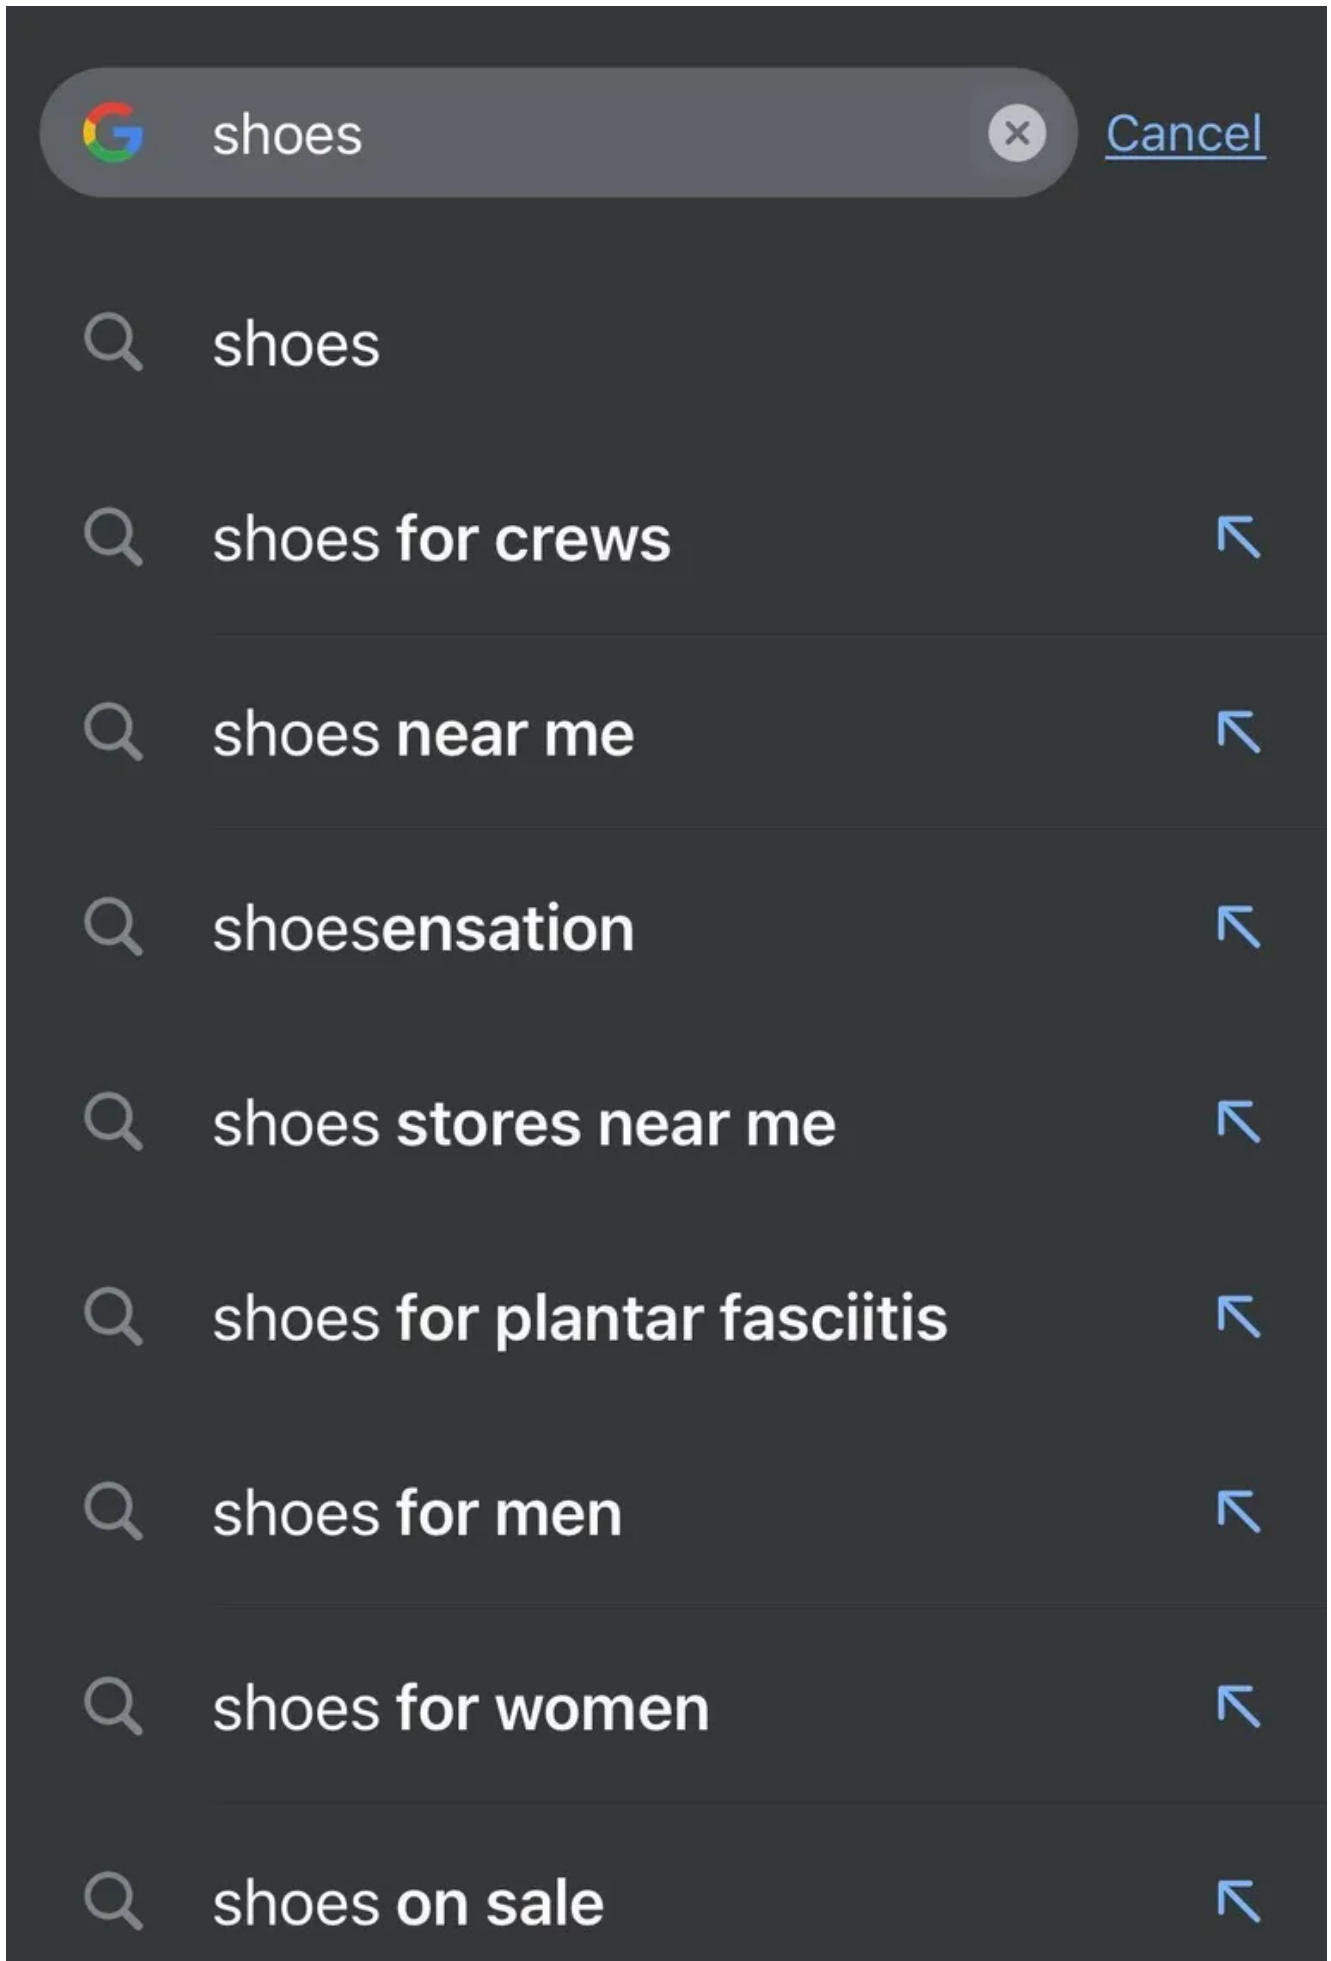 shoes
Cancel
shoes
shoes for crews
shoes near me
shoesensation
shoes stores near me
shoes for plantar fasciitis
shoes for men
shoes for women
shoes on sale